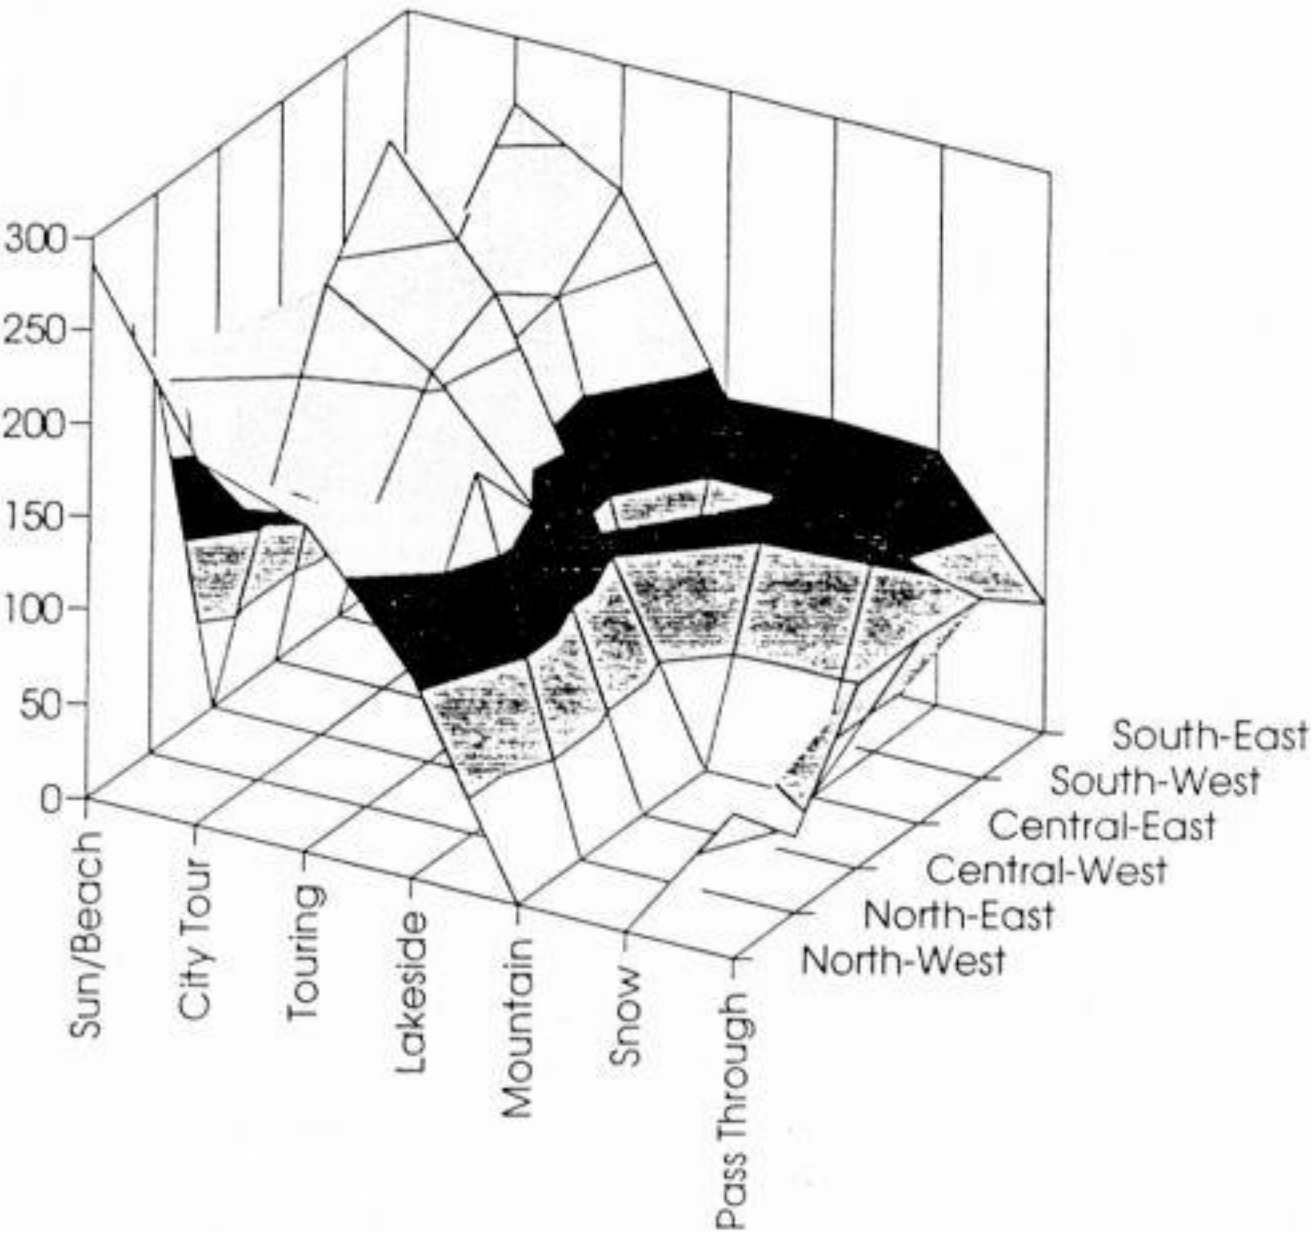 300
250
200
150
100
50
0
Sun/Beach
City Tour
Touring
Lakeside
Mountain
Snow
Pass Through
South-East
South-West
Central-East
Central-West
North-East
North-West